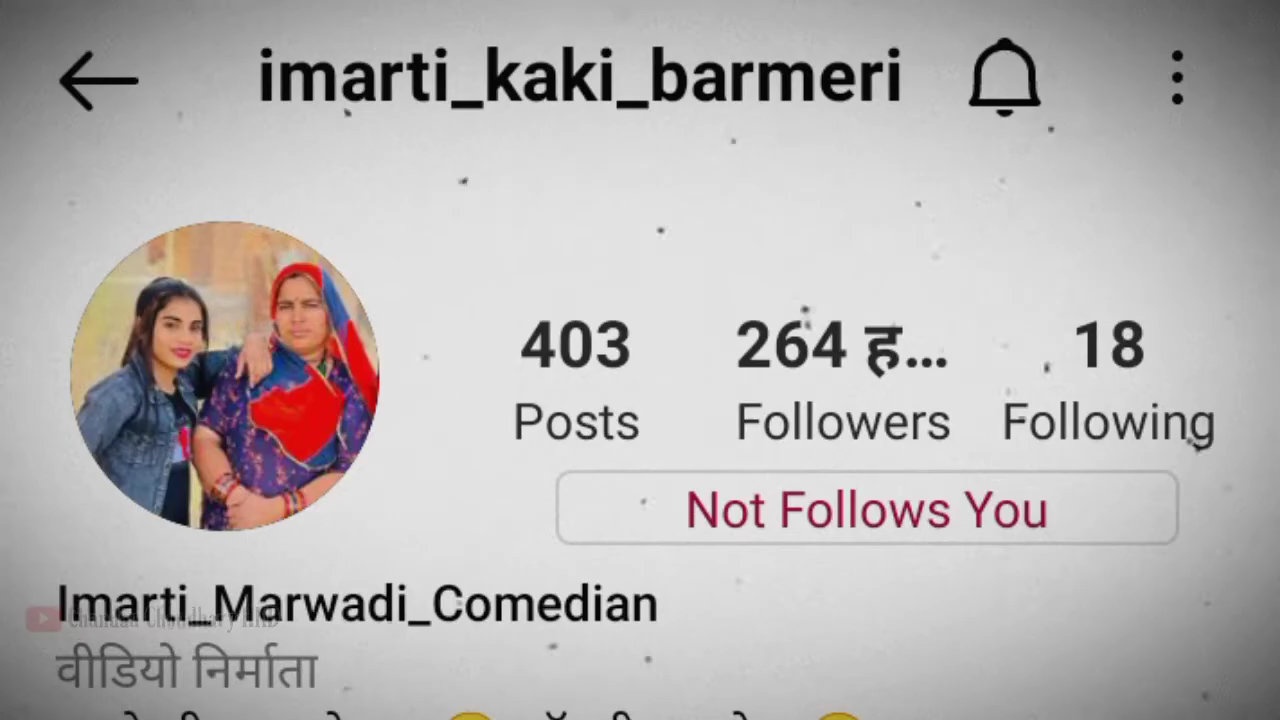 imarti_kaki_barmeri
403 264 ह... 18
Posts Followers Following
Not Follows You
Imarti_Marwadi_Comedian
वीडियो निर्माता